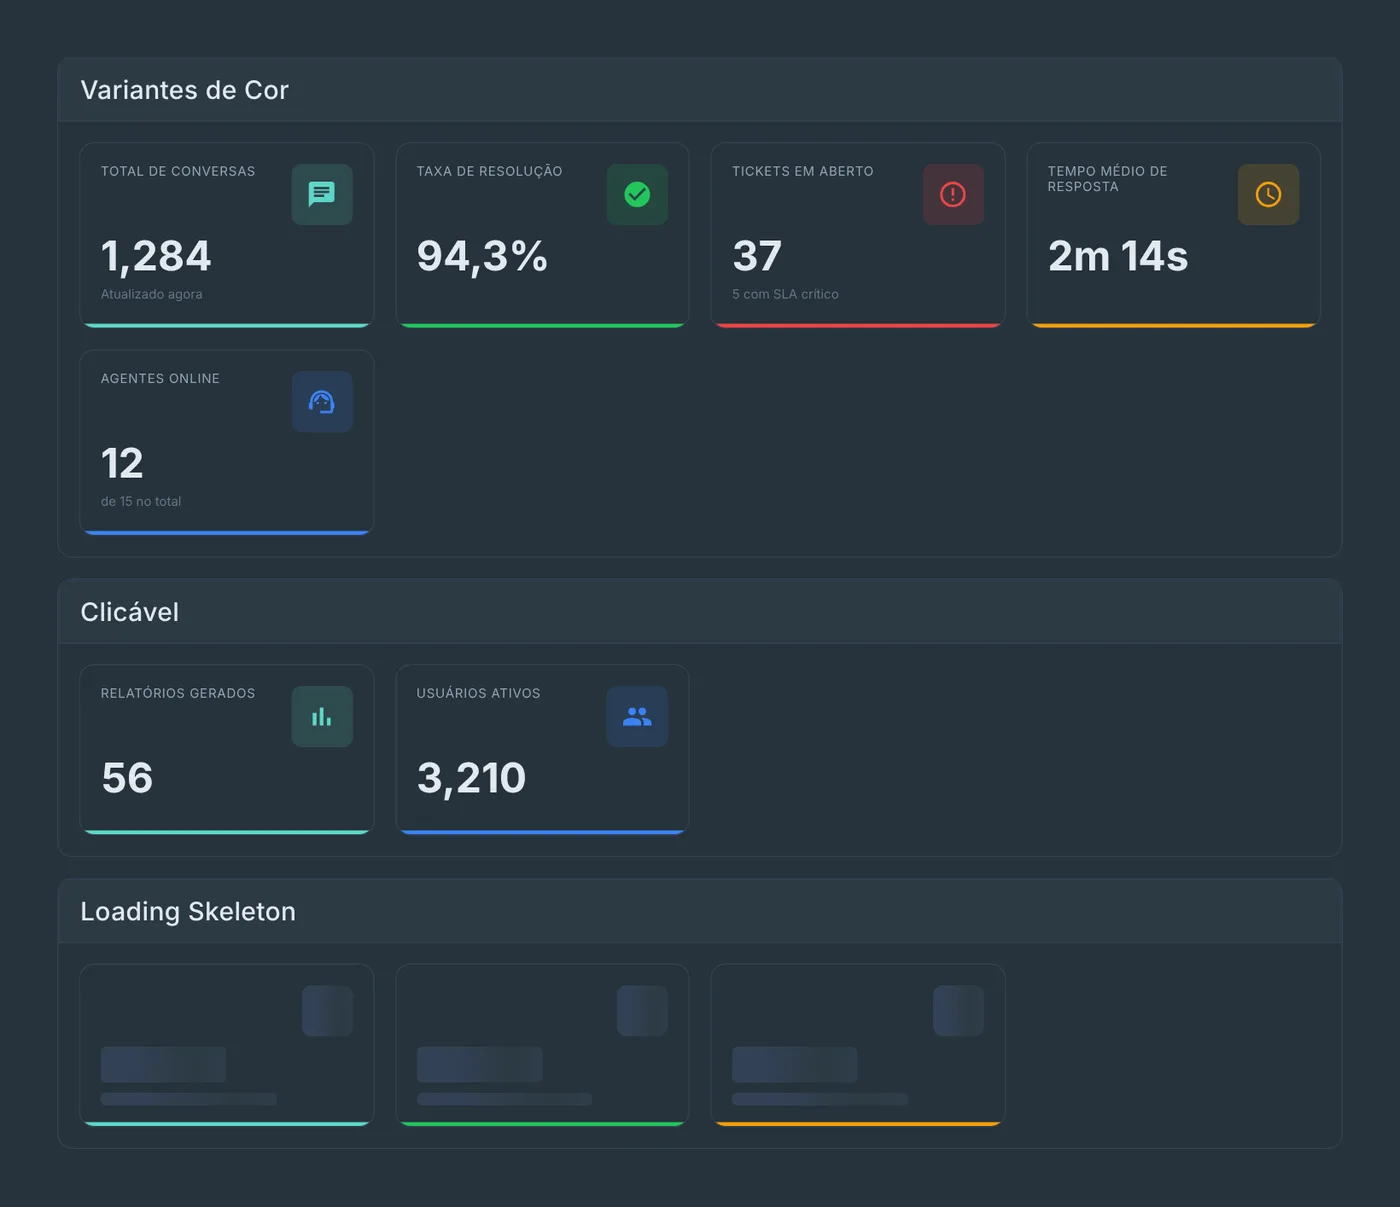 Variantes de Cor
TOTAL DE CONVERSAS
1,284
Atualizado agora
TAXA DE RESOLUÇÃO
94,3%
TICKETS EM ABERTO
37
5 com SLA crítico
TEMPO MÉDIO DE
RESPOSTA
2m 14s
AGENTES ONLINE
12
de 15 no total
Clicável
RELATÓRIOS GERADOS
56
USUÁRIOS ATIVOS
3,210
Loading Skeleton